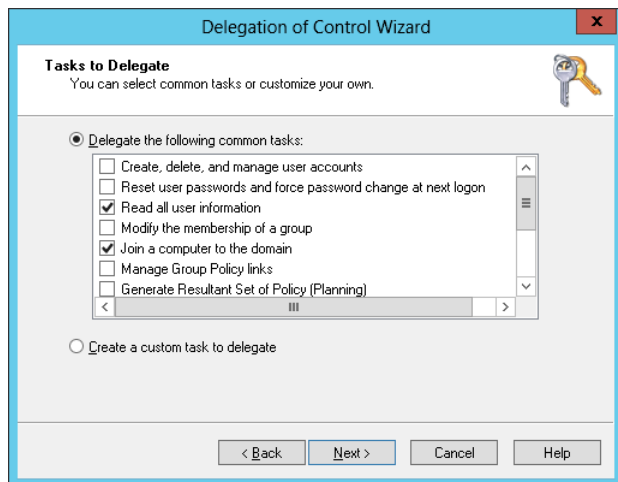 Delegation of Control Wizard
x
Tasks to Delegate
You can select common tasks or customize your own.
Delegate the following common tasks:
Create, delete, and manage user accounts
Reset user passwords and force password change at next logon
Read all user information
Modify the membership of a group
Join a computer to the domain
Manage Group Policy links
Generate Resultant Set of Policy (Planning)
Create a custom task to delegate
< Back Next > Cancel Help